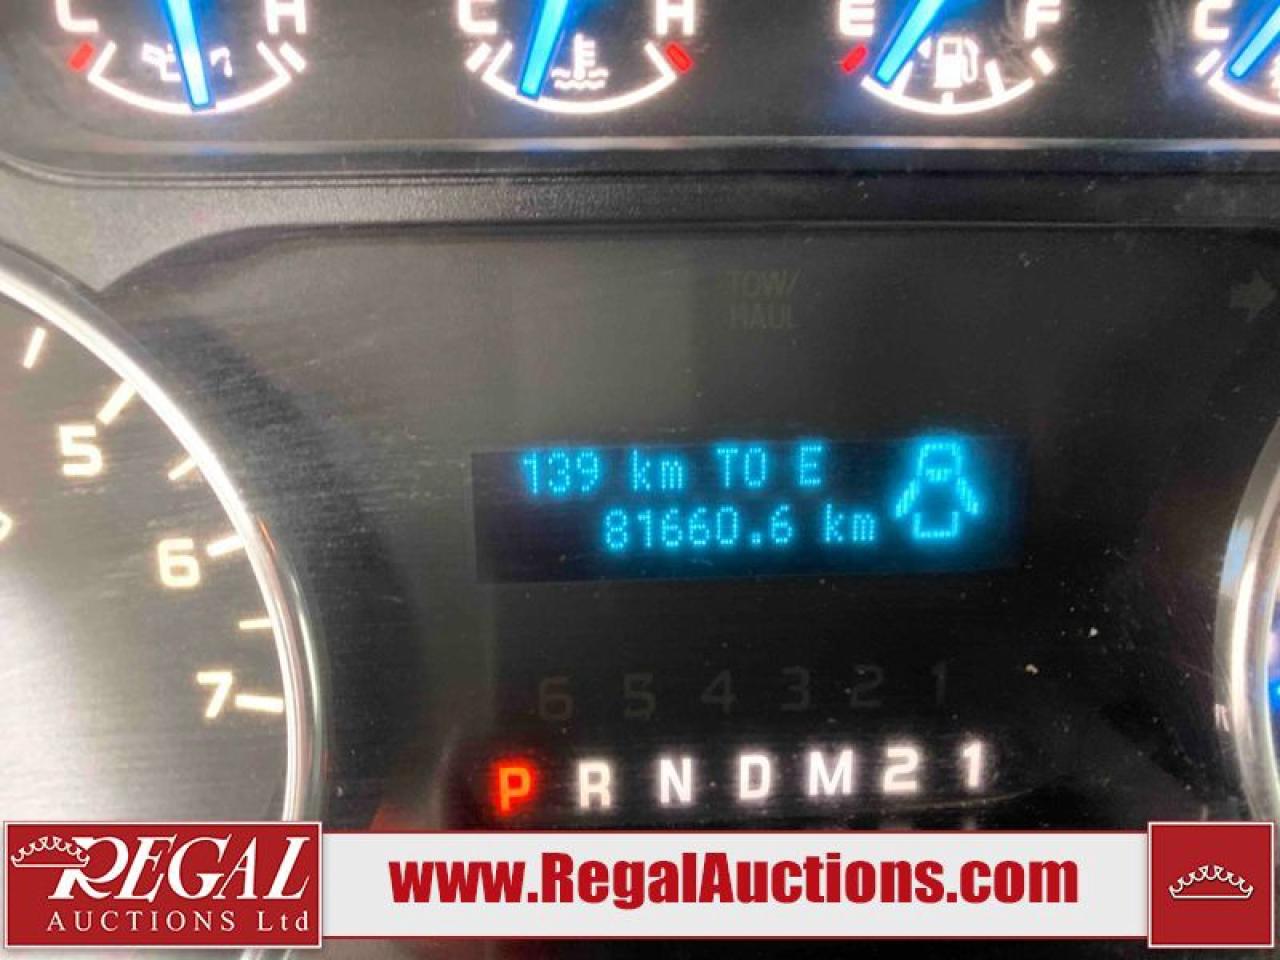 C H C H E F C
TOW/
HAUL
139 km TO E
81660.6 km
5
6
7
6 5 4 3 2 1
P R N D M 2 1
REGAL
AUCTIONS Ltd
www.RegalAuctions.com